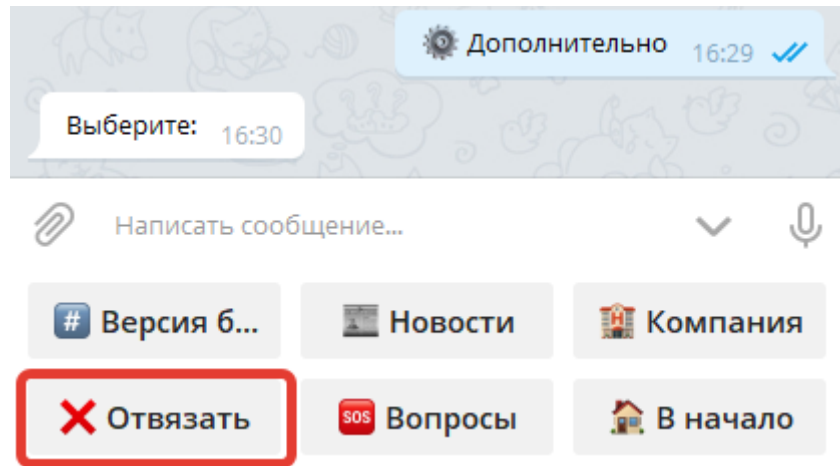 Дополнительно 16:29
Выберите: 16:30
Написать сообщение...
# Версия б... Новости Компания
Отвязать SOS Вопросы В начало